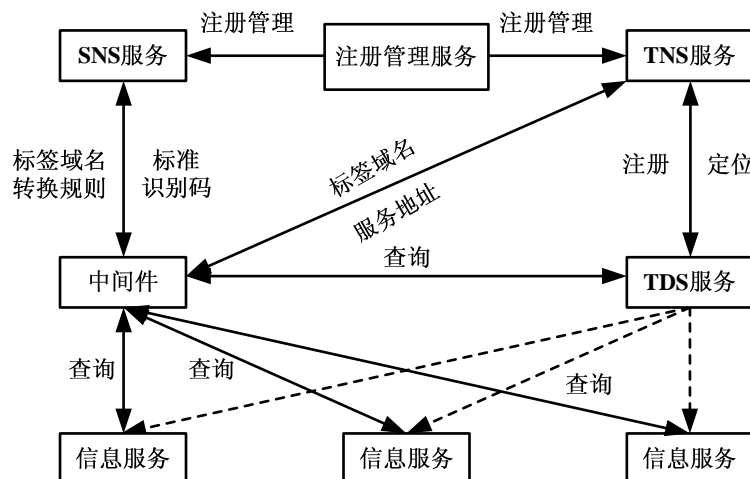 注册管理
注册管理
SNS服务
注册管理服务
TNS服务
标签域名
转换规则
标准
识别码
标签域名
服务地址
注册
定位
中间件
查询
TDS服务
查询
查询
查询
信息服务
信息服务
信息服务